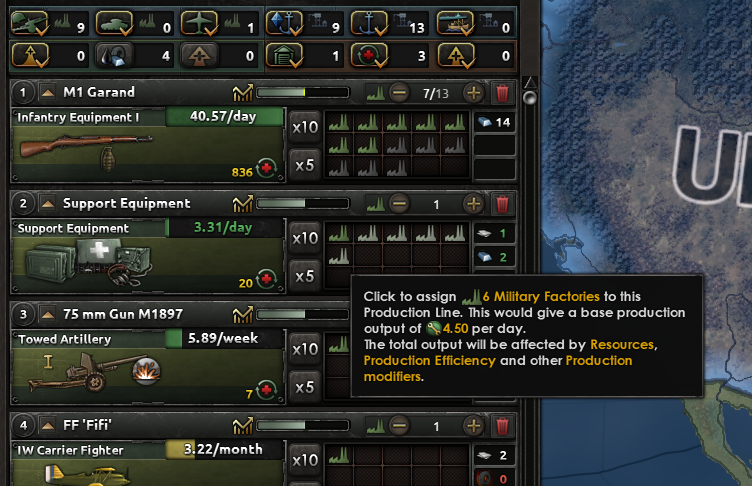 9 0 1 9 13 0
0 4 0 1 3 0
1 M1 Garand 7/13
Infantry Equipment I 40.57/day x10 14
836 x5
2 Support Equipment 1
Support Equipment 3.31/day x10 1
2
20 x5
3 75 mm Gun M1897
Towed Artillery 5.89/week x10
I
7 x5
4 FF 'Fifi' 1
IW Carrier Fighter 3.22/month x10 2
0
Click to assign 6 Military Factories to this
Production Line. This would give a base production
output of 4.50 per day.
The total output will be affected by Resources,
Production Efficiency and other Production
modifiers.